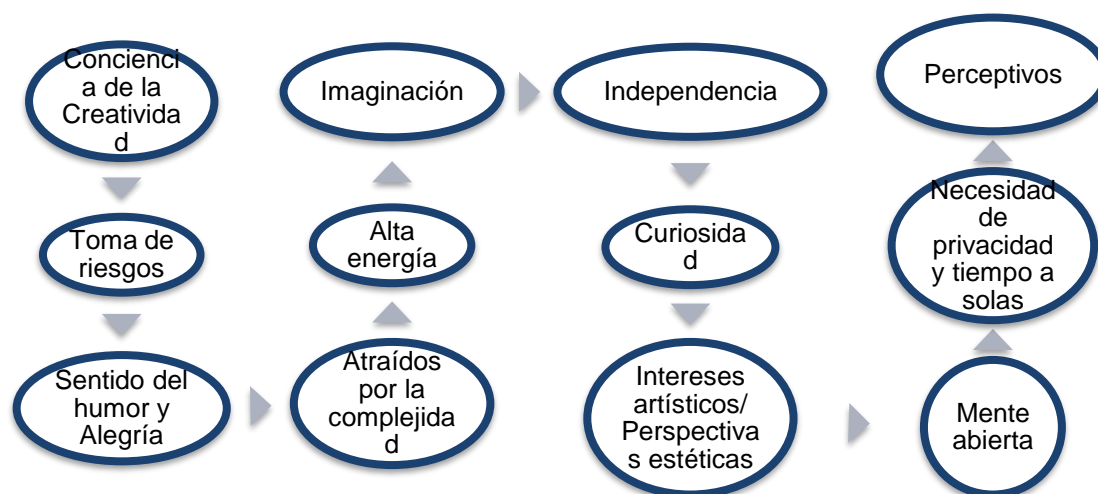 Concienci
a de la
Creativida
d
Toma de
riesgos
Sentido del
humor y
Alegría
Atraídos
por la
complejida
d
Alta
energía
Imaginación
Independencia
Curiosida
d
Intereses
artísticos/
Perspectiva
s estéticas
Mente
abierta
Necesidad
de
privacidad
y tiempo a
solas
Perceptivos